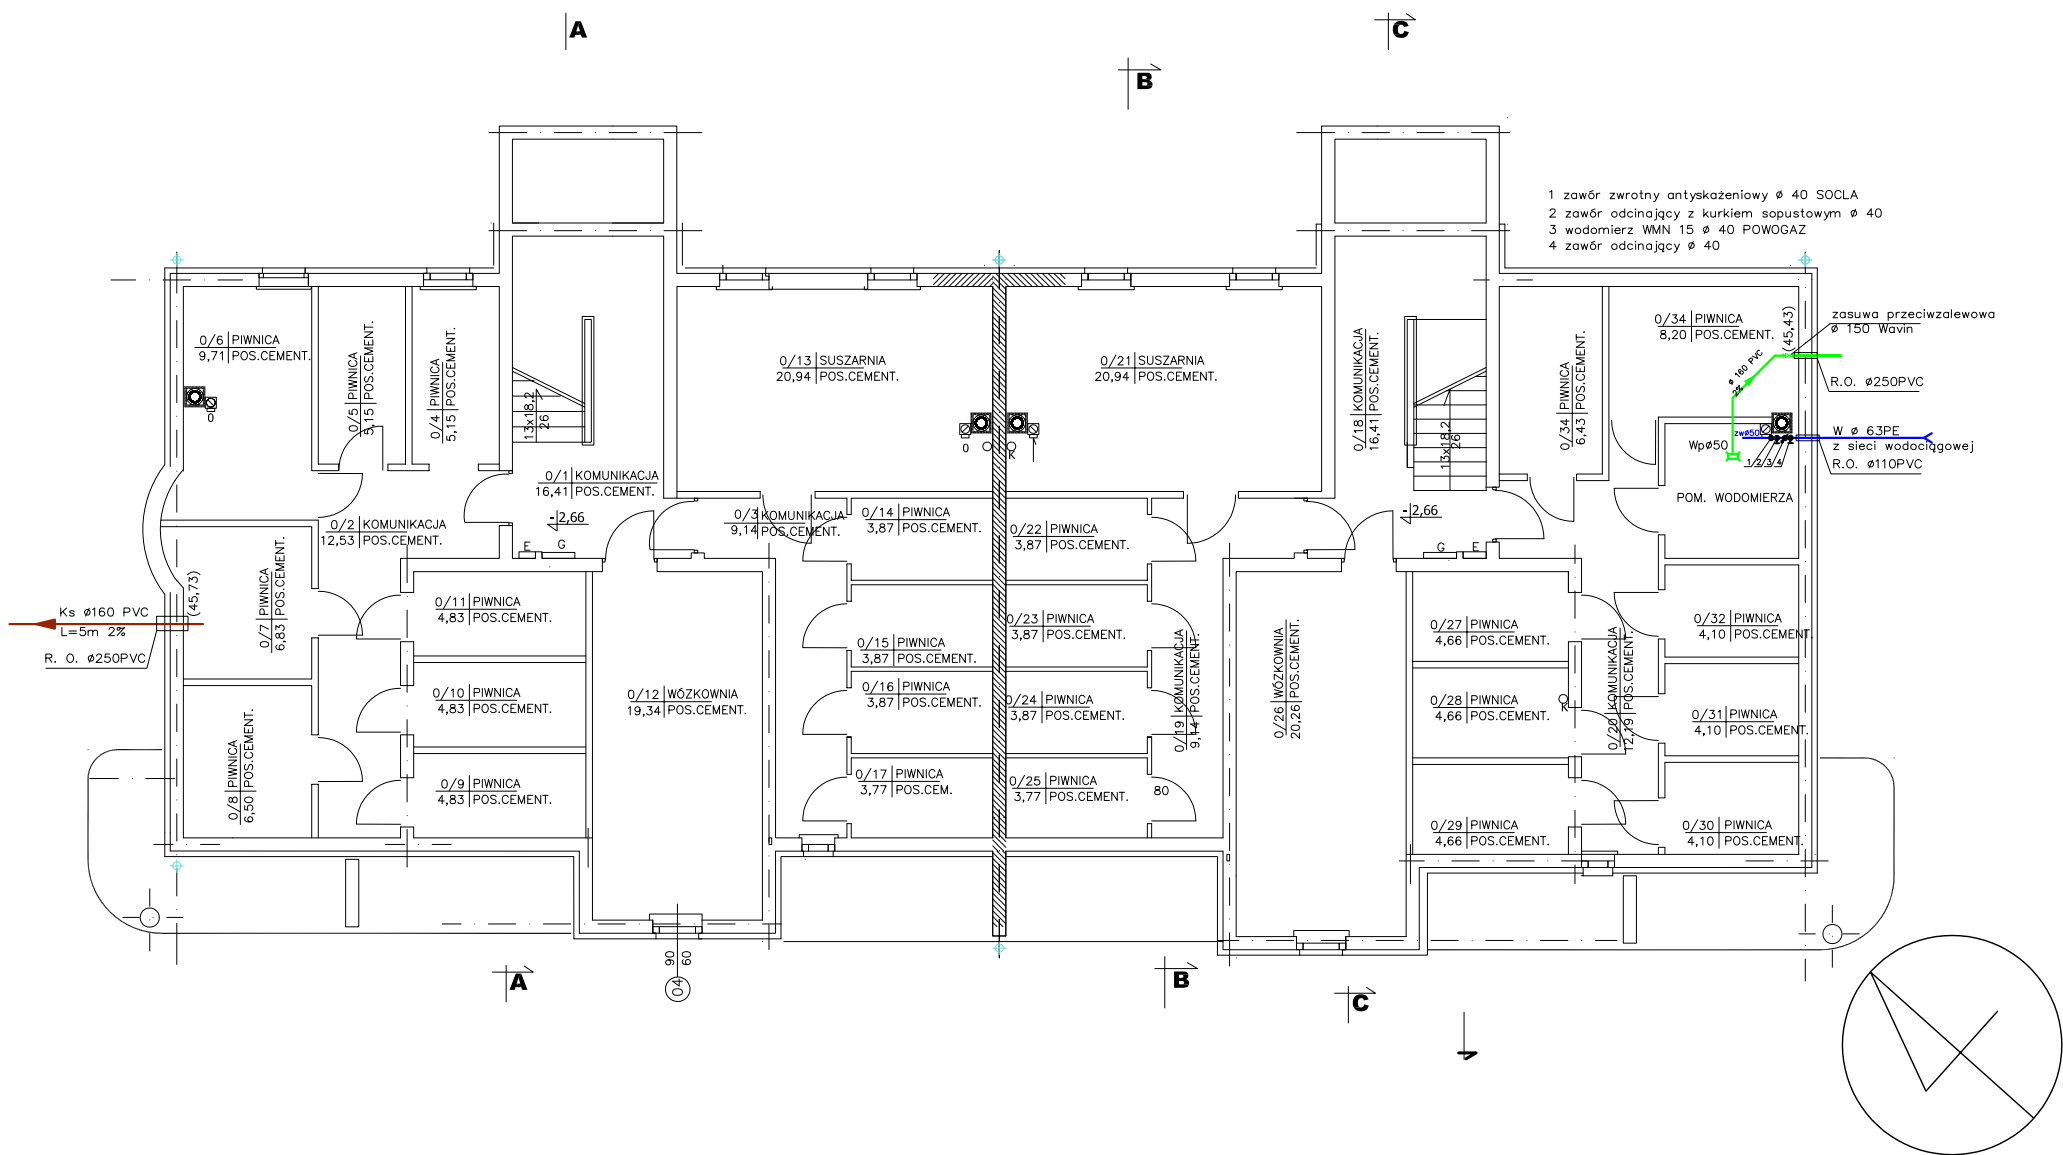 A
C
B
1 zawór zwrotny antyskażeniowy ø 40 SOCLA
2 zawór odcinający z kurkiem sopustowym ø 40
3 wodomierz WMN 15 ø 40 POWOGAZ
4 zawór odcinający ø 40
0/6 PIWNICA
9,71 POS.CEMENT.
0/5 PIWNICA
5,15 POS.CEMENT.
0/4 PIWNICA
5,15 POS.CEMENT.
O
13x18,2
26
0/1 KOMUNIKACJA
16,41 POS.CEMENT.
-2,66
E
G
0/2 KOMUNIKACJA
12,53 POS.CEMENT.
0/13 SUSZARNIA
20,94 POS.CEMENT.
0/3 KOMUNIKACJA
9,14 POS.CEMENT.
O
K
0/21 SUSZARNIA
20,94 POS.CEMENT.
0/18 KOMUNIKACJA
16,41 POS.CEMENT.
13x18,2
26
-2,66
G
E
0/34 PIWNICA
6,43 POS.CEMENT.
0/34 PIWNICA
8,20 POS.CEMENT.
(45,43)
zasuwa przeciwzalewowa
ø 150 Wavin
ø 160 PVC
2%
R.O. ø250PVC
Wpø50
zwø50
1 2 3 4
W ø 63PE
z sieci wodociągowej
R.O. ø110PVC
POM. WODOMIERZA
0/14 PIWNICA
3,87 POS.CEMENT.
0/22 PIWNICA
3,87 POS.CEMENT.
(45,73)
Ks ø160 PVC
L=5m 2%
R. O. ø250PVC
0/7 PIWNICA
6,83 POS.CEMENT.
0/11 PIWNICA
4,83 POS.CEMENT.
0/15 PIWNICA
3,87 POS.CEMENT.
0/23 PIWNICA
3,87 POS.CEMENT.
0/19 KOMUNIKACJA
9,14 POS.CEMENT.
0/26 WÓZKOWNIA
20,26 POS.CEMENT.
0/27 PIWNICA
4,66 POS.CEMENT.
0/20 KOMUNIKACJA
12,19 POS.CEMENT.
0/32 PIWNICA
4,10 POS.CEMENT.
0/10 PIWNICA
4,83 POS.CEMENT.
0/12 WÓZKOWNIA
19,34 POS.CEMENT.
0/16 PIWNICA
3,87 POS.CEMENT.
0/24 PIWNICA
3,87 POS.CEMENT.
0/28 PIWNICA
4,66 POS.CEMENT.
K
0/31 PIWNICA
4,10 POS.CEMENT.
0/8 PIWNICA
6,50 POS.CEMENT.
0/9 PIWNICA
4,83 POS.CEMENT.
0/17 PIWNICA
3,77 POS.CEM.
0/25 PIWNICA
3,77 POS.CEMENT.
80
0/29 PIWNICA
4,66 POS.CEMENT.
0/30 PIWNICA
4,10 POS.CEMENT.
90
60
04
A
B
C